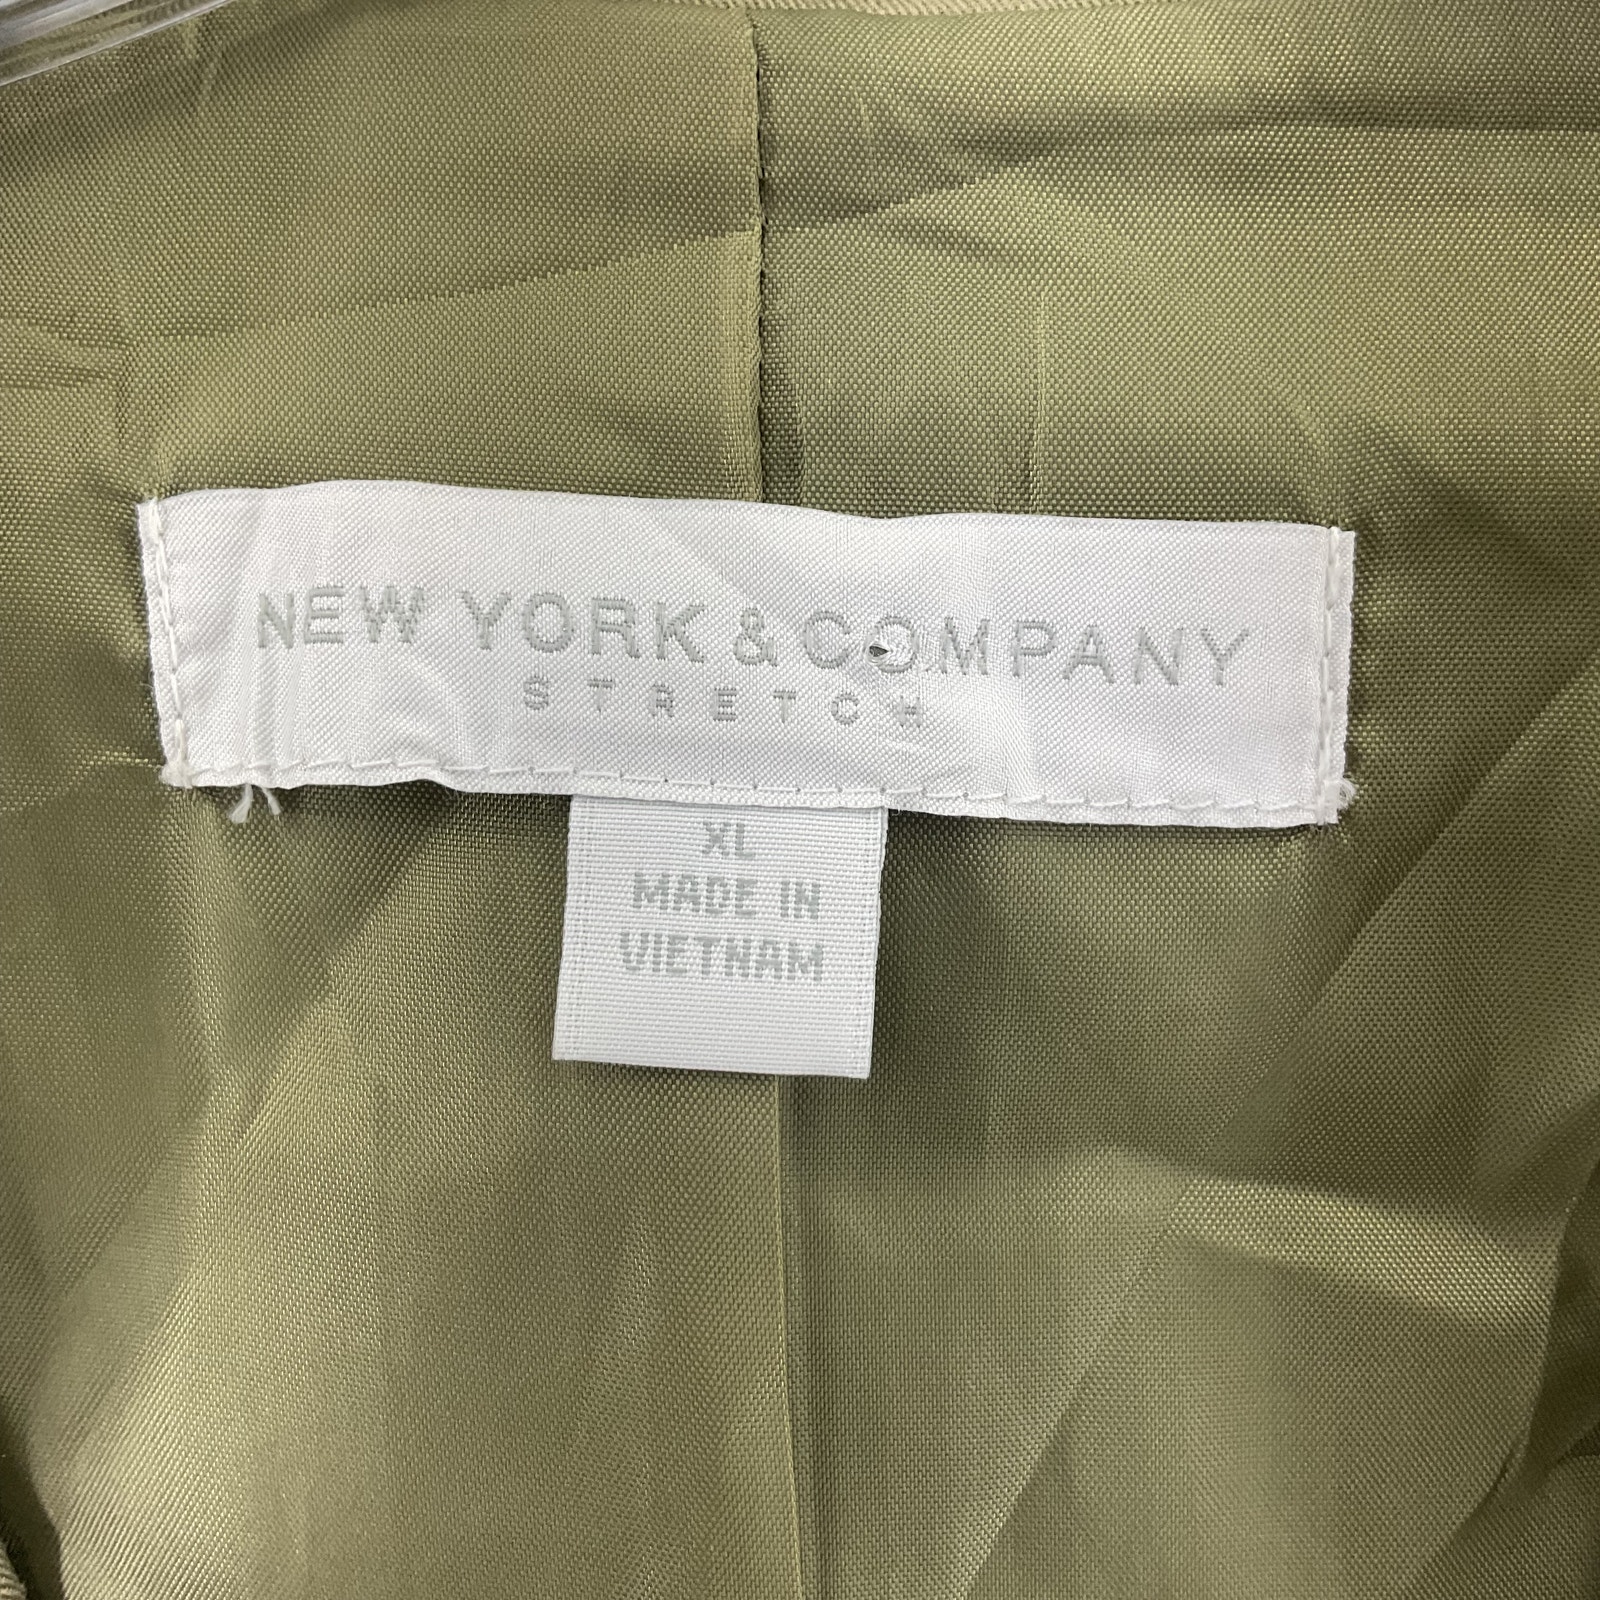 NEW YORK & COMPANY
STRETCH
XL
MADE IN
VIETNAM